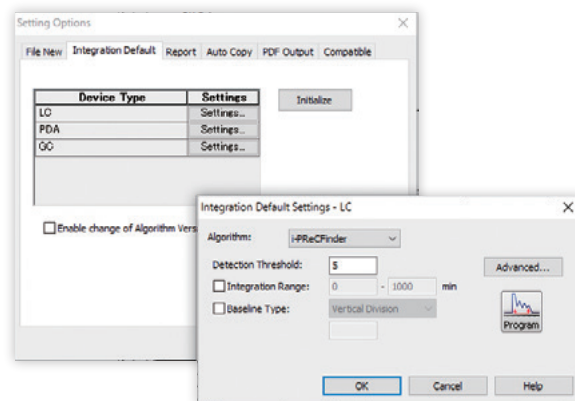 Setting Options
File New Integration Default Report Auto Copy PDF Output Compatible
Device Type Settings
LC Settings...
PDA Settings...
GC Settings...
Initialize
Enable change of Algorithm Vers
Integration Default Settings - LC
Algorithm: i-PReCFinder
Detection Threshold: 5
Advanced...
Integration Range: 0 - 1000 min
Baseline Type: Vertical Division
Program
OK Cancel Help